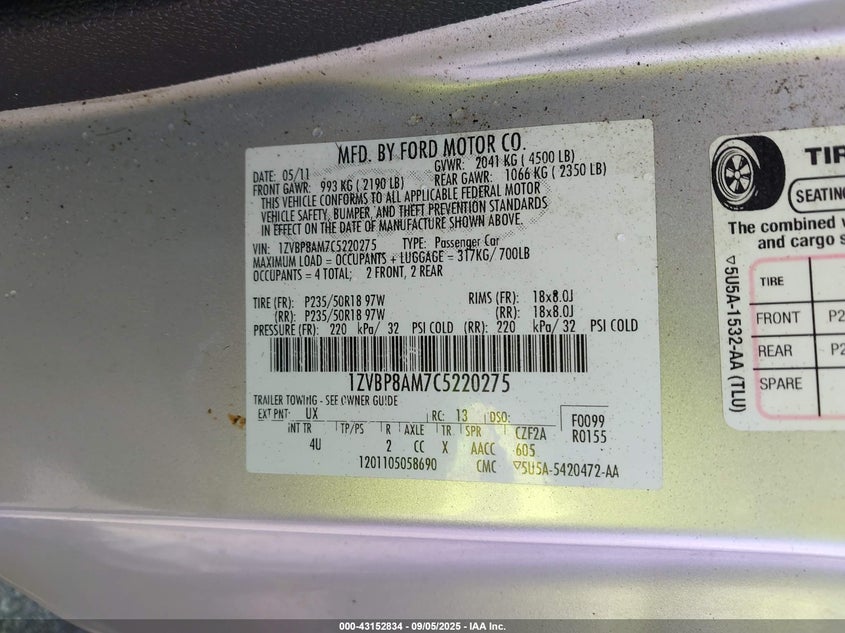 MFD. BY FORD MOTOR CO.
DATE: 05/11 GVWR: 2041 KG ( 4500 LB)
FRONT GAWR: 993 KG ( 2190 LB) REAR GAWR: 1066 KG ( 2350 LB)
THIS VEHICLE CONFORMS TO ALL APPLICABLE FEDERAL MOTOR
VEHICLE SAFETY, BUMPER, AND THEFT PREVENTION STANDARDS
IN EFFECT ON THE DATE OF MANUFACTURE SHOWN ABOVE.
VIN: 1ZVBP8AM7C5220275 TYPE: Passenger Car
MAXIMUM LOAD = OCCUPANTS + LUGGAGE = 317KG/ 700LB
OCCUPANTS = 4 TOTAL; 2 FRONT, 2 REAR
TIRE (FR): P235/50R18 97W RIMS (FR): 18x8.0J
(RR): P235/50R18 97W (RR): 18x8.0J
PRESSURE (FR): 220 kPa/ 32 PSI COLD (RR): 220 kPa/ 32 PSI COLD
1ZVBP8AM7C5220275
TRAILER TOWING - SEE OWNER GUIDE
EXT PNT: UX RC: 13 DSO: F0099
INT TR TP/PS R AXLE TR SPR CZF2A R0155
4U 2 CC X AACC 605
1201105058690 CMC ▽5U5A-5420472-AA
▽5U5A-1532-AA (TLU)
TIR
SEATING
The combined
and cargo s
TIRE
FRONT P2
REAR P2
SPARE
000-43152834 - 09/05/2025 - IAA Inc.